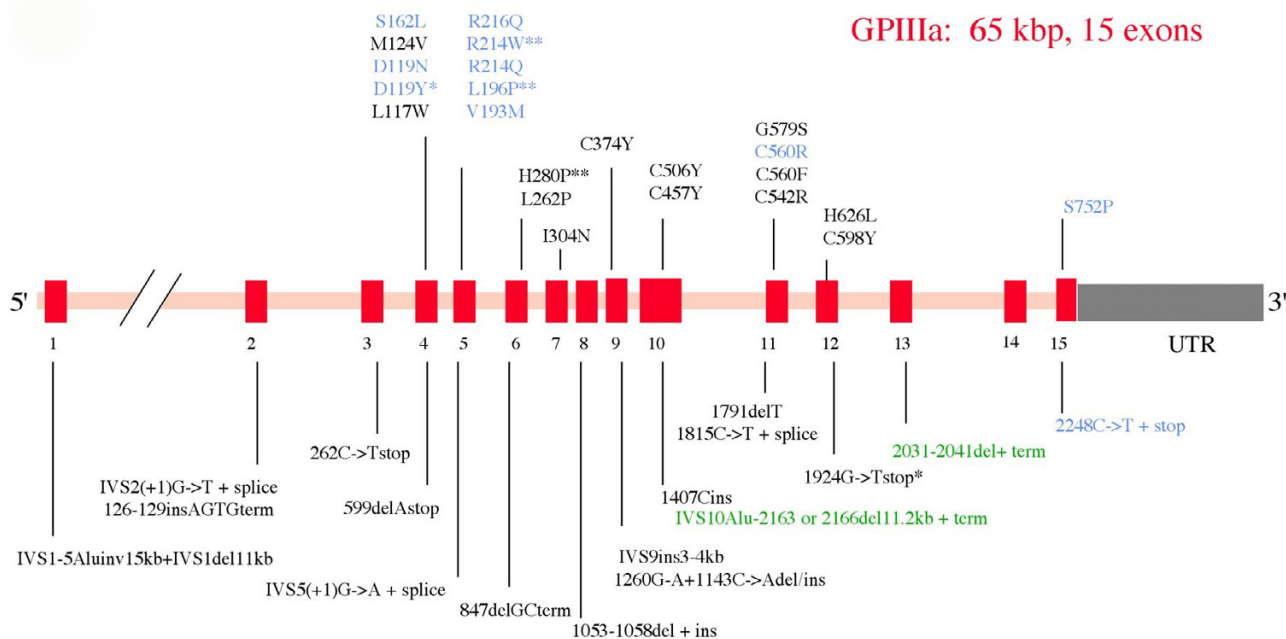 GPIIIa: 65 kbp, 15 exons
S162L
M124V
D119N
D119Y*
L117W
R216Q
R214W**
R214Q
L196P**
V193M
H280P**
L262P
I304N
C374Y
C506Y
C457Y
G579S
C560R
C560F
C542R
H626L
C598Y
S752P
5'
3'
1
2
3
4
5
6
7
8
9
10
11
12
13
14
15
UTR
IVS1-5Aluinv15kb+IVS1del11kb
IVS2(+1)G->T + splice
126-129insAGTGterm
262C->Tstop
599delAstop
IVS5(+1)G->A + splice
847delGCterm
1053-1058del + ins
IVS9ins3-4kb
1260G-A+1143C->Adel/ins
1407Cins
IVS10Alu-2163 or 2166del11.2kb + term
1791delT
1815C->T + splice
1924G->Tstop*
2031-2041del+ term
2248C->T + stop